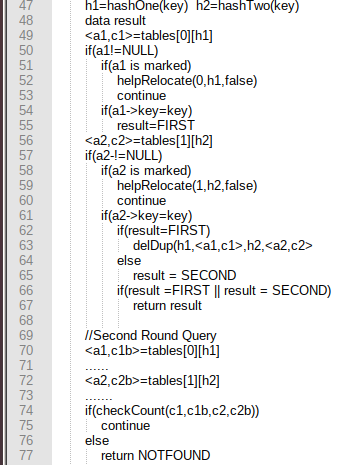 47 h1=hashOne(key) h2=hashTwo(key)
48 data result
49 <a1,c1>=tables[0][h1]
50 if(a1!=NULL)
51 if(a1 is marked)
52 helpRelocate(0,h1,false)
53 continue
54 if(a1->key=key)
55 result=FIRST
56 <a2,c2>=tables[1][h2]
57 if(a2-!=NULL)
58 if(a2 is marked)
59 helpRelocate(1,h2,false)
60 continue
61 if(a2->key=key)
62 if(result=FIRST)
63 delDup(h1,<a1,c1>,h2,<a2,c2>
64 else
65 result = SECOND
66 if(result =FIRST || result = SECOND)
67 return result
68
69 //Second Round Query
70 <a1,c1b>=tables[0][h1]
71 ......
72 <a2,c2b>=tables[1][h2]
73 .......
74 if(checkCount(c1,c1b,c2,c2b))
75 continue
76 else
77 return NOTFOUND